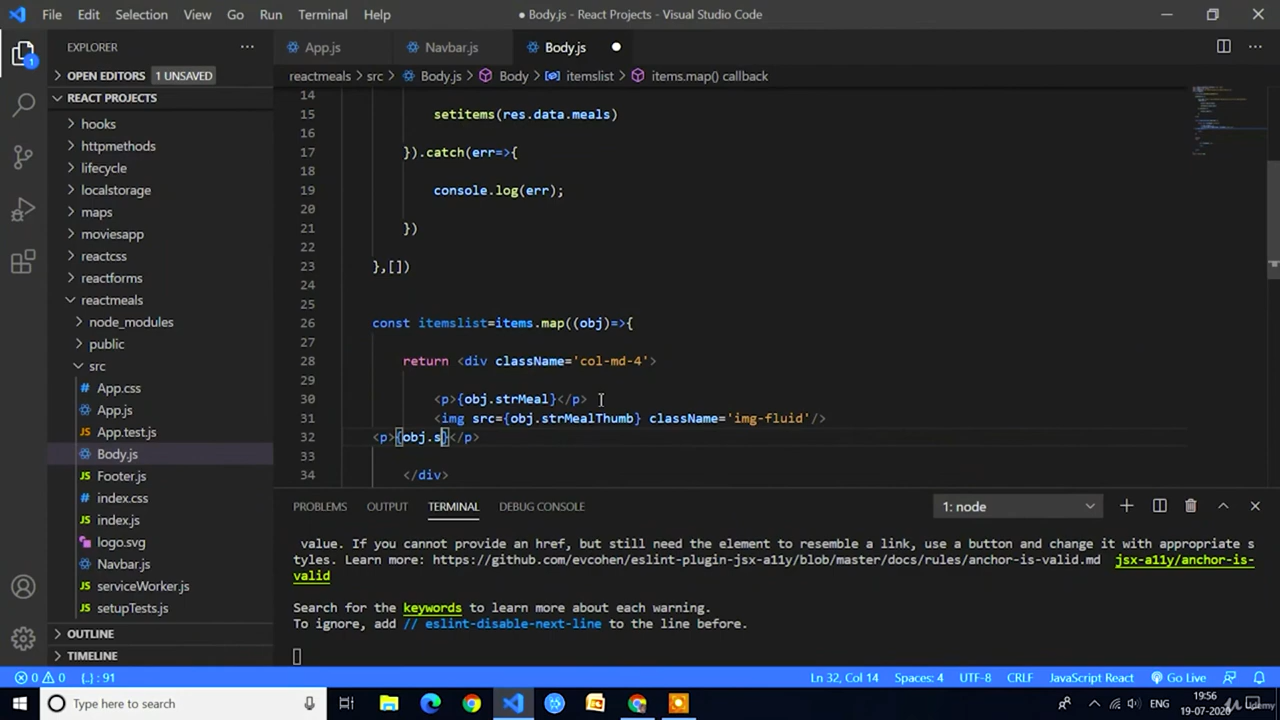 File Edit Selection View Go Run Terminal Help
● Body.js - React Projects - Visual Studio Code
EXPLORER
App.js Navbar.js Body.js
OPEN EDITORS 1 UNSAVED
reactmeals > src > Body.js > Body > itemslist > items.map() callback
REACT PROJECTS
hooks
httpmethods
lifecycle
localstorage
maps
moviesapp
reactcss
reactforms
reactmeals
node_modules
public
src
App.css
App.js
App.test.js
Body.js
Footer.js
index.css
index.js
logo.svg
Navbar.js
serviceWorker.js
setupTests.js
OUTLINE
TIMELINE
14
15 setitems(res.data.meals)
16
17 }).catch(err=>{
18
19 console.log(err);
20
21 })
22
23 },[])
24
25
26 const itemslist=items.map((obj)=>{
27
28 return <div className='col-md-4'>
29
30 <p>{obj.strMeal}</p>
31 <img src={obj.strMealThumb} className='img-fluid'/>
32 <p>{obj.s}</p>
33
34 </div>
PROBLEMS OUTPUT TERMINAL DEBUG CONSOLE 1: node
value. If you cannot provide an href, but still need the element to resemble a link, use a button and change it with appropriate s
tyles. Learn more: https://github.com/evcohen/eslint-plugin-jsx-a11y/blob/master/docs/rules/anchor-is-valid.md jsx-a11y/anchor-is-
valid
Search for the keywords to learn more about each warning.
To ignore, add // eslint-disable-next-line to the line before.
0 0 {..} : 91 Ln 32, Col 14 Spaces: 4 UTF-8 CRLF JavaScript React Go Live
Type here to search
ENG 19:56
19-07-2020
Udemy